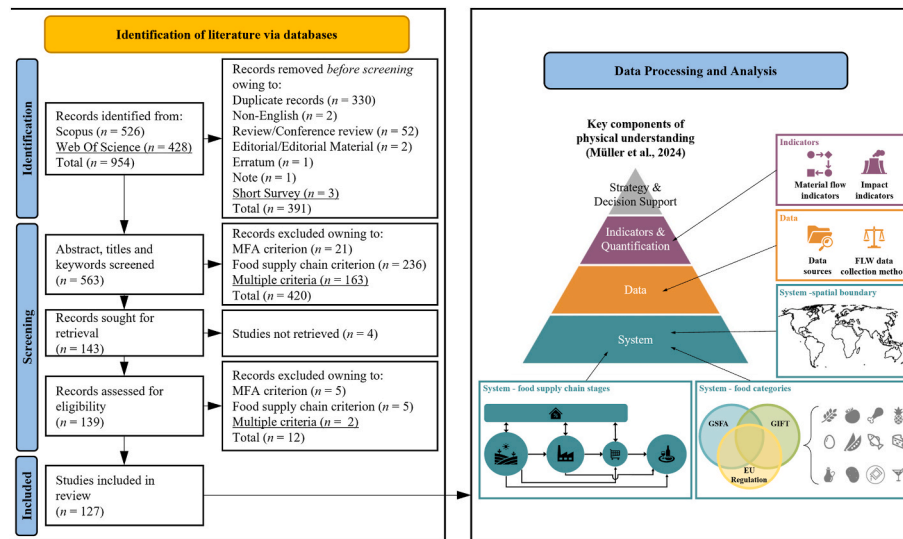 Identification of literature via databases
Identification
Records identified from:
Scopus (n = 526)
Web Of Science (n = 428)
Total (n = 954)
Records removed before screening
owing to:
Duplicate records (n = 330)
Non-English (n = 2)
Review/Conference review (n = 52)
Editorial/Editorial Material (n = 2)
Erratum (n = 1)
Note (n = 1)
Short Survey (n = 3)
Total (n = 391)
Screening
Abstract, titles and
keywords screened
(n = 563)
Records excluded owning to:
MFA criterion (n = 21)
Food supply chain criterion (n = 236)
Multiple criteria (n = 163)
Total (n = 420)
Records sought for
retrieval
(n = 143)
Studies not retrieved (n = 4)
Records assessed for
eligibility
(n = 139)
Records excluded owning to:
MFA criterion (n = 5)
Food supply chain criterion (n = 5)
Multiple criteria (n = 2)
Total (n = 12)
Included
Studies included in
review
(n = 127)
Data Processing and Analysis
Key components of
physical understanding
(Müller et al., 2024)
Strategy &
Decision Support
Indicators &
Quantification
Data
System
Indicators
Material flow
indicators
Impact
indicators
Data
Data
sources
FLW data
collection method
System -spatial boundary
System - food supply chain stages
System - food categories
GSFA
GIFT
EU
Regulation